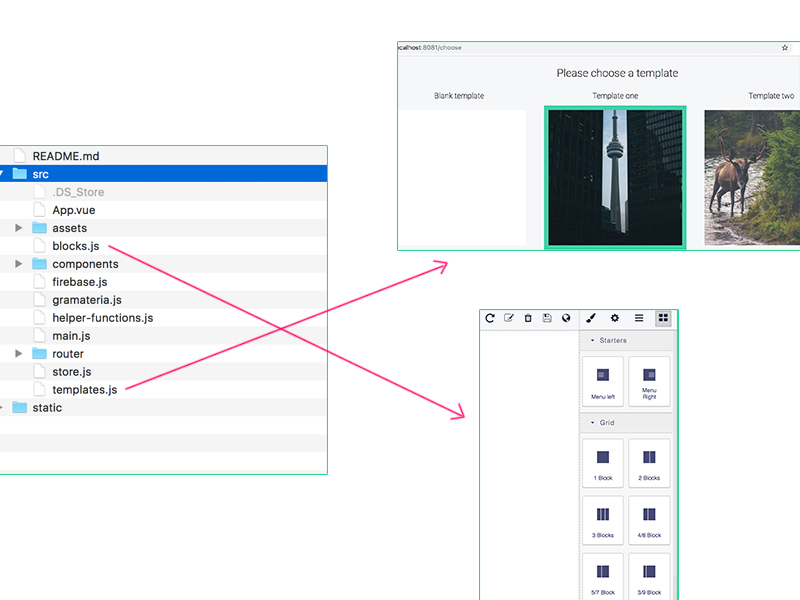 README.md
src
.DS_Store
App.vue
assets
blocks.js
components
firebase.js
gramateria.js
helper-functions.js
main.js
router
store.js
templates.js
static
calhost:8081/choose
Please choose a template
Blank template
Template one
Template two
Starters
Menu left
Menu
Right
Grid
1 Block
2 Blocks
3 Blocks
4/8 Block
5/7 Block
3/9 Block